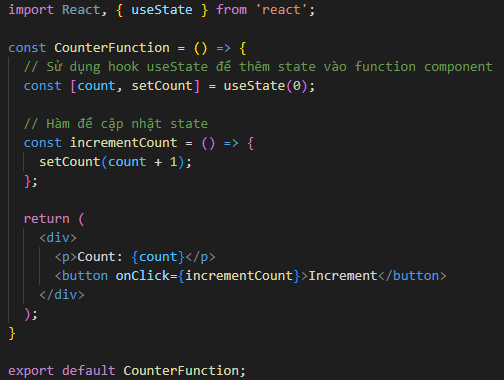 import React, { useState } from 'react';
const CounterFunction = () => {
// Sử dụng hook useState để thêm state vào function component
const [count, setCount] = useState(0);
// Hàm để cập nhật state
const incrementCount = () => {
setCount(count + 1);
};
return (
<div>
<p>Count: {count}</p>
<button onClick={incrementCount}>Increment</button>
</div>
);
}
export default CounterFunction;